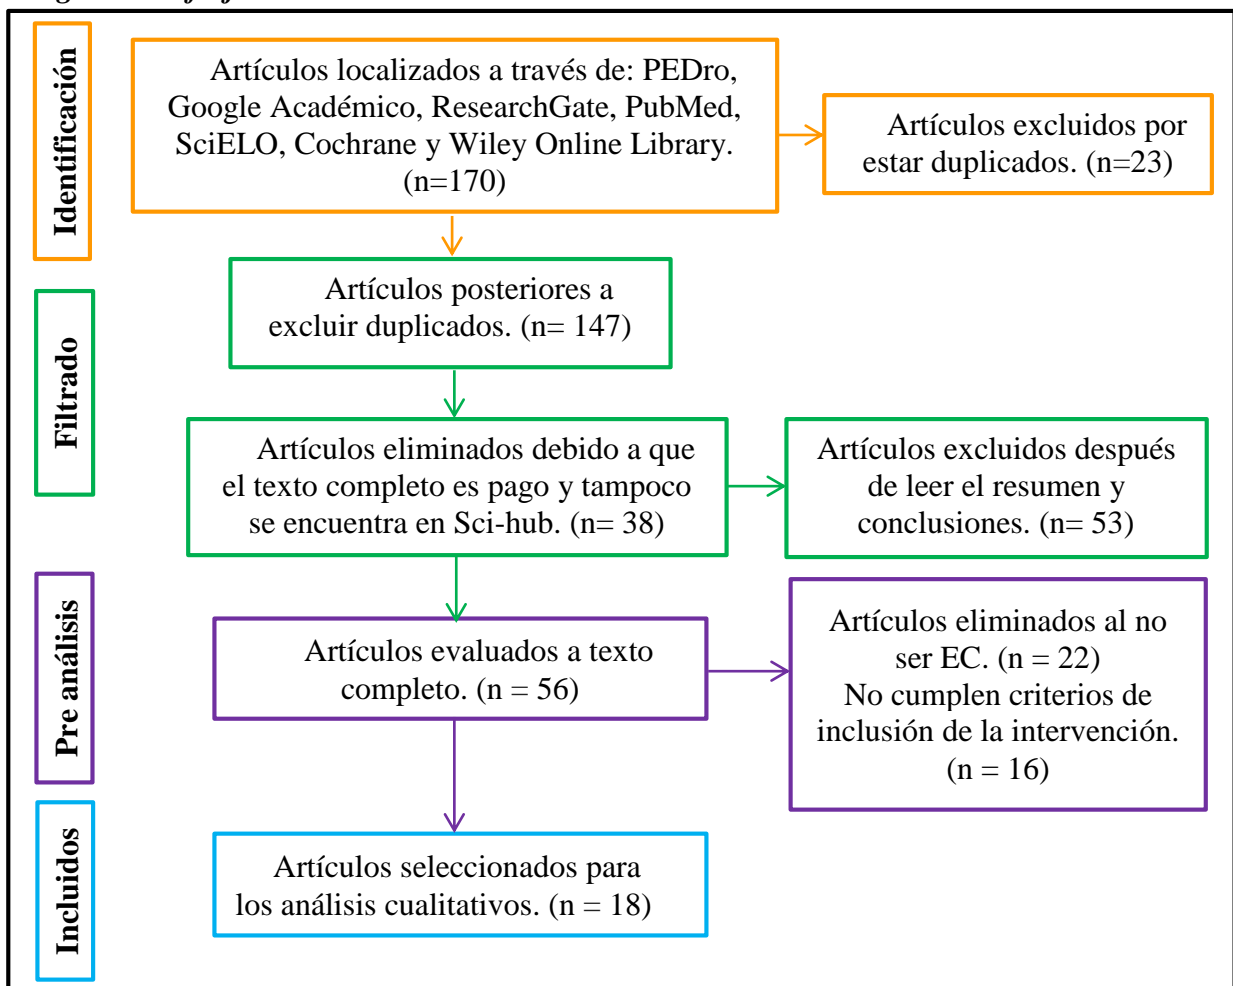 Identificación
Artículos localizados a través de: PEDro,
Google Académico, ResearchGate, PubMed,
SciELO, Cochrane y Wiley Online Library.
(n=170)
Artículos excluidos por
estar duplicados. (n=23)
Filtrado
Artículos posteriores a
excluir duplicados. (n= 147)
Artículos eliminados debido a que
el texto completo es pago y tampoco
se encuentra en Sci-hub. (n= 38)
Artículos excluidos después
de leer el resumen y
conclusiones. (n= 53)
Pre análisis
Artículos evaluados a texto
completo. (n = 56)
Artículos eliminados al no
ser EC. (n = 22)
No cumplen criterios de
inclusión de la intervención.
(n = 16)
Incluidos
Artículos seleccionados para
los análisis cualitativos. (n = 18)